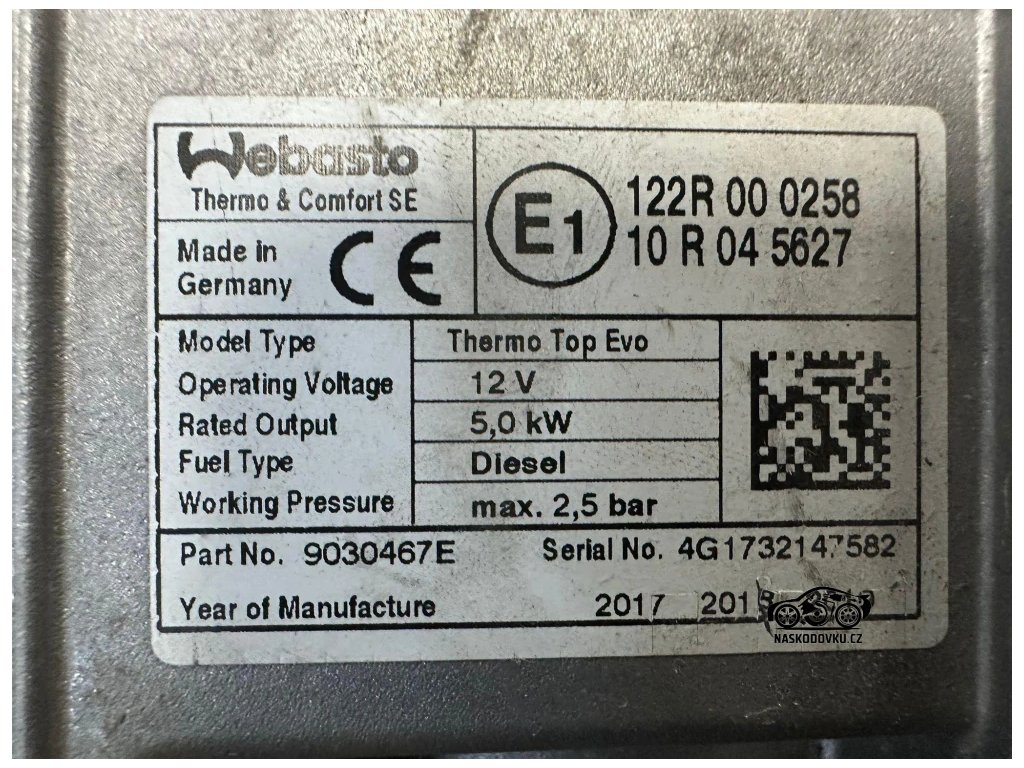 Webasto
Thermo & Comfort SE
Made in
Germany
CE
E1
122R 00 0258
10 R 04 5627
Model Type Thermo Top Evo
Operating Voltage 12 V
Rated Output 5,0 kW
Fuel Type Diesel
Working Pressure max. 2,5 bar
Part No. 9030467E Serial No. 4G1732147582
Year of Manufacture 2017
NASKODOVKU.CZ